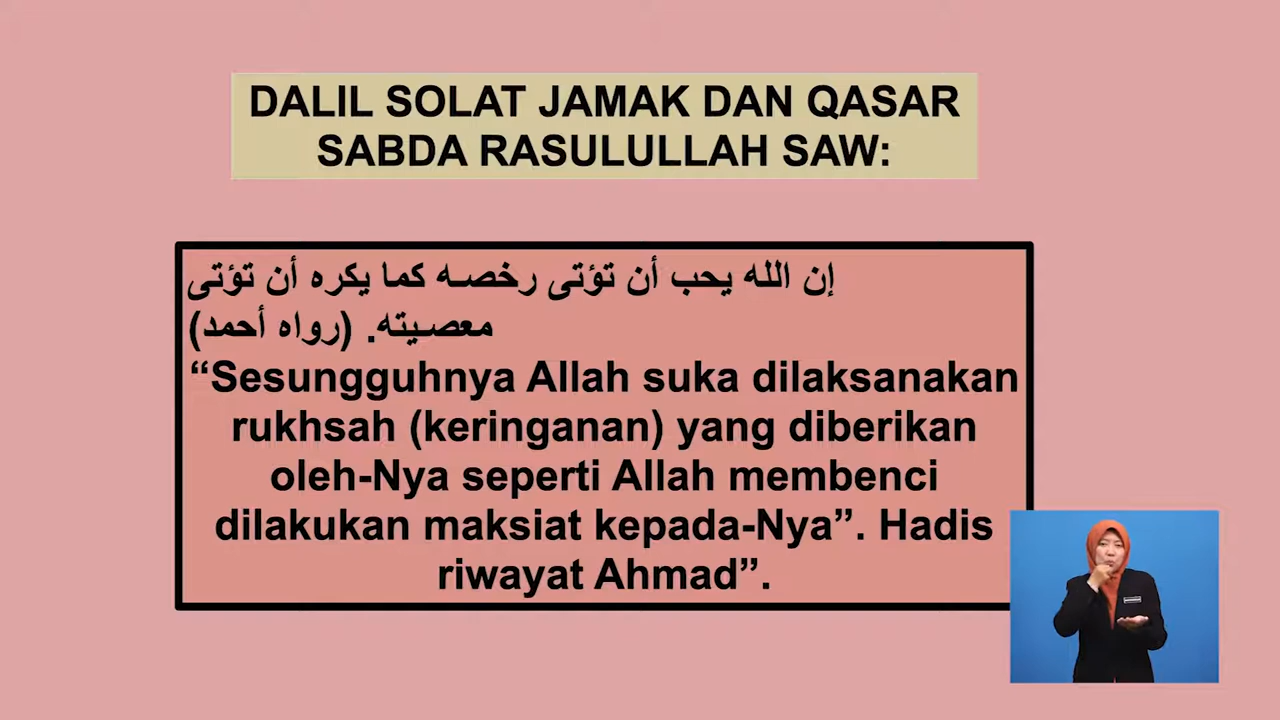 DALIL SOLAT JAMAK DAN QASAR
SABDA RASULULLAH SAW:
إن الله يحب أن تؤتى رخصه كما يكره أن تؤتى
معصيته. (رواه أحمد)
“Sesungguhnya Allah suka dilaksanakan
rukhsah (keringanan) yang diberikan
oleh-Nya seperti Allah membenci
dilakukan maksiat kepada-Nya”. Hadis
riwayat Ahmad”.